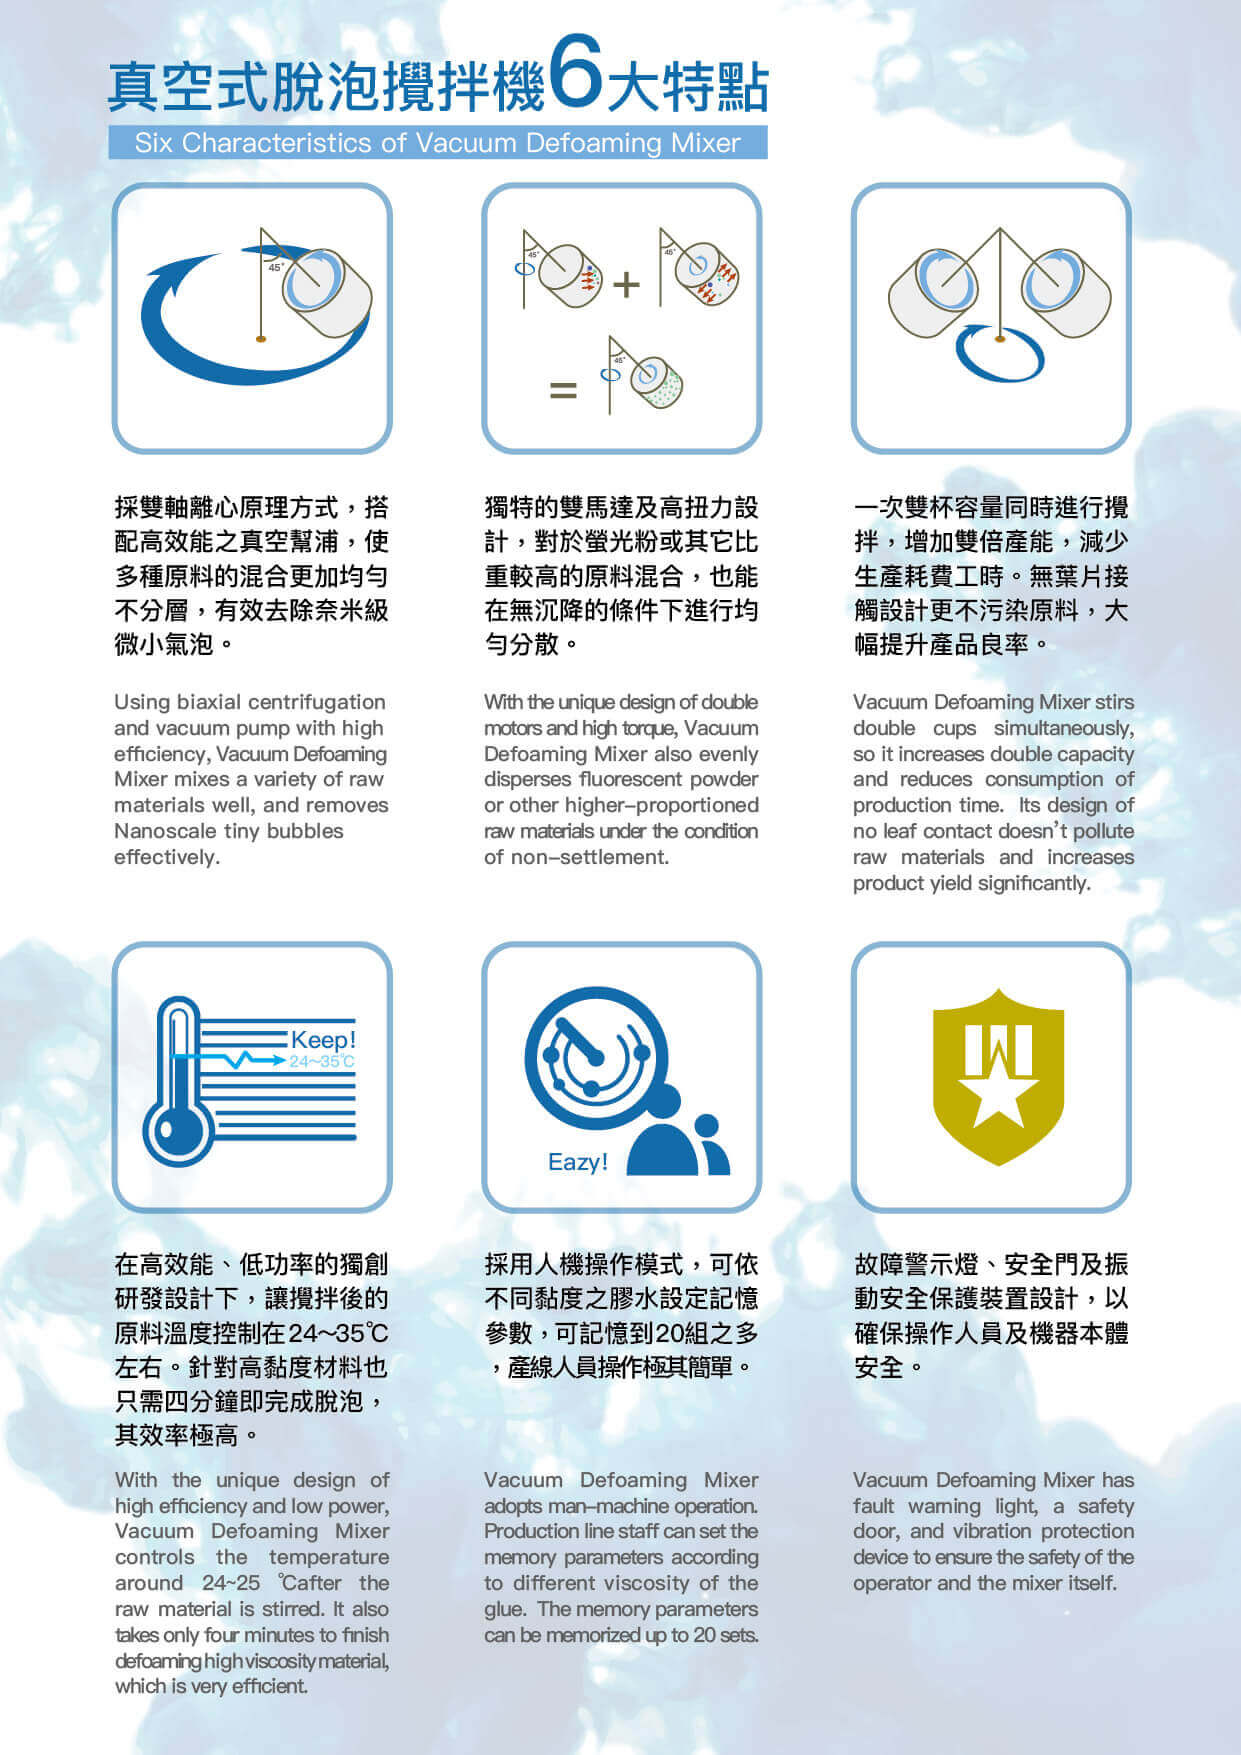 真空式脫泡攪拌機6大特點
Six Characteristics of Vacuum Defoaming Mixer
45°
45°
45°
+
=
45°
採雙軸離心原理方式，搭
配高效能之真空幫浦，使
多種原料的混合更加均勻
不分層，有效去除奈米級
微小氣泡。
Using biaxial centrifugation
and vacuum pump with high
efficiency, Vacuum Defoaming
Mixer mixes a variety of raw
materials well, and removes
Nanoscale tiny bubbles
effectively.
獨特的雙馬達及高扭力設
計，對於螢光粉或其它比
重較高的原料混合，也能
在無沉降的條件下進行均
勻分散。
With the unique design of double
motors and high torque, Vacuum
Defoaming Mixer also evenly
disperses fluorescent powder
or other higher-proportioned
raw materials under the condition
of non-settlement.
一次雙杯容量同時進行攪
拌，增加雙倍產能，減少
生產耗費工時。無葉片接
觸設計更不污染原料，大
幅提升產品良率。
Vacuum Defoaming Mixer stirs
double cups simultaneously,
so it increases double capacity
and reduces consumption of
production time. Its design of
no leaf contact doesn't pollute
raw materials and increases
product yield significantly.
Keep!
24~35℃
在高效能、低功率的獨創
研發設計下，讓攪拌後的
原料溫度控制在24~35℃
左右。針對高黏度材料也
只需四分鐘即完成脫泡，
其效率極高。
With the unique design of
high efficiency and low power,
Vacuum Defoaming Mixer
controls the temperature
around 24~25 ℃after the
raw material is stirred. It also
takes only four minutes to finish
defoaming high viscosity material,
which is very efficient.
Eazy!
採用人機操作模式，可依
不同黏度之膠水設定記憶
參數，可記憶到20組之多
，產線人員操作極其簡單。
Vacuum Defoaming Mixer
adopts man-machine operation.
Production line staff can set the
memory parameters according
to different viscosity of the
glue. The memory parameters
can be memorized up to 20 sets.
故障警示燈、安全門及振
動安全保護裝置設計，以
確保操作人員及機器本體
安全。
Vacuum Defoaming Mixer has
fault warning light, a safety
door, and vibration protection
device to ensure the safety of the
operator and the mixer itself.